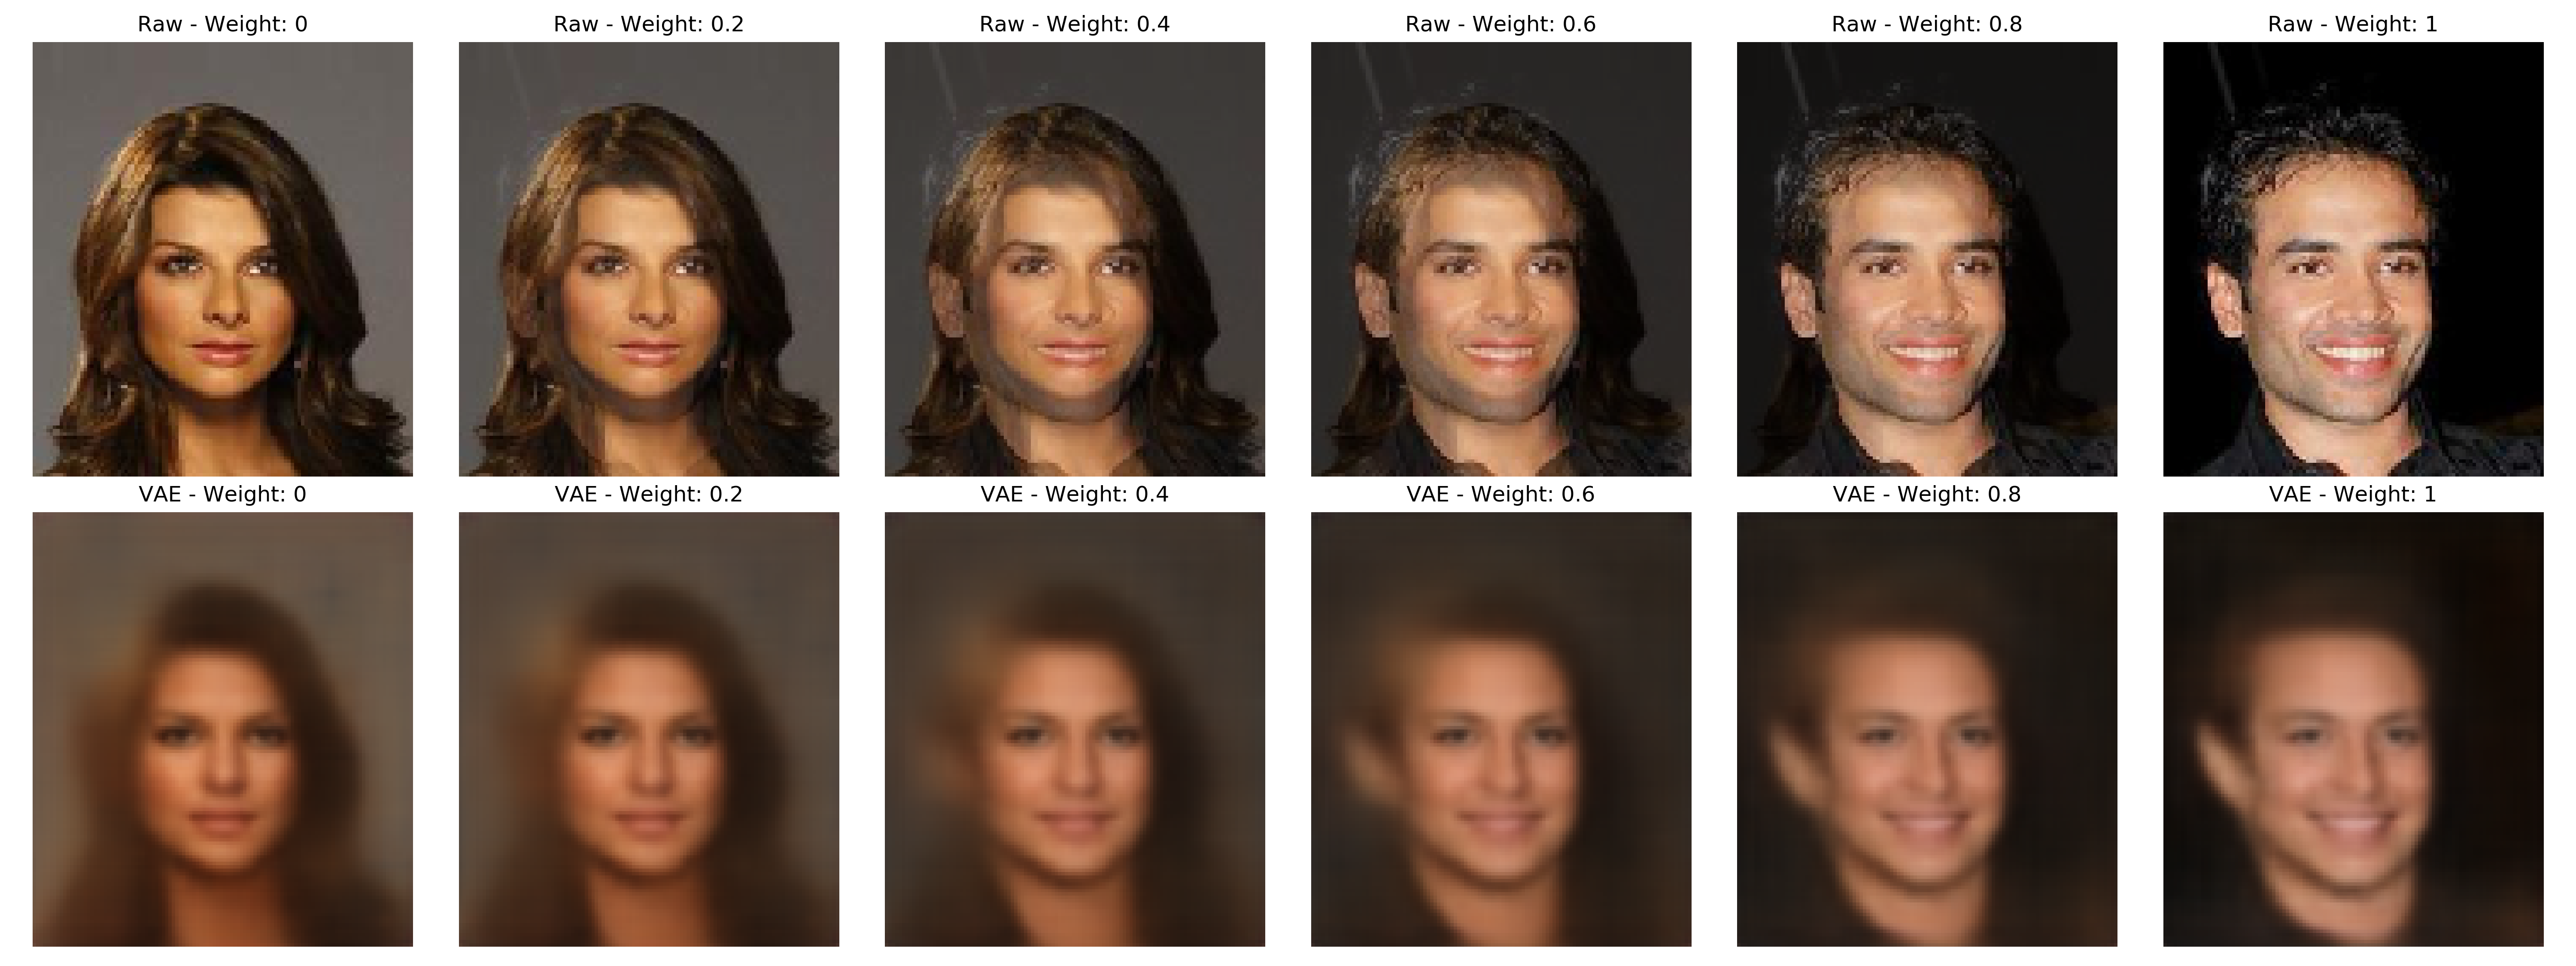 Raw - Weight: 0
Raw - Weight: 0.2
Raw - Weight: 0.4
Raw - Weight: 0.6
Raw - Weight: 0.8
Raw - Weight: 1
VAE - Weight: 0
VAE - Weight: 0.2
VAE - Weight: 0.4
VAE - Weight: 0.6
VAE - Weight: 0.8
VAE - Weight: 1